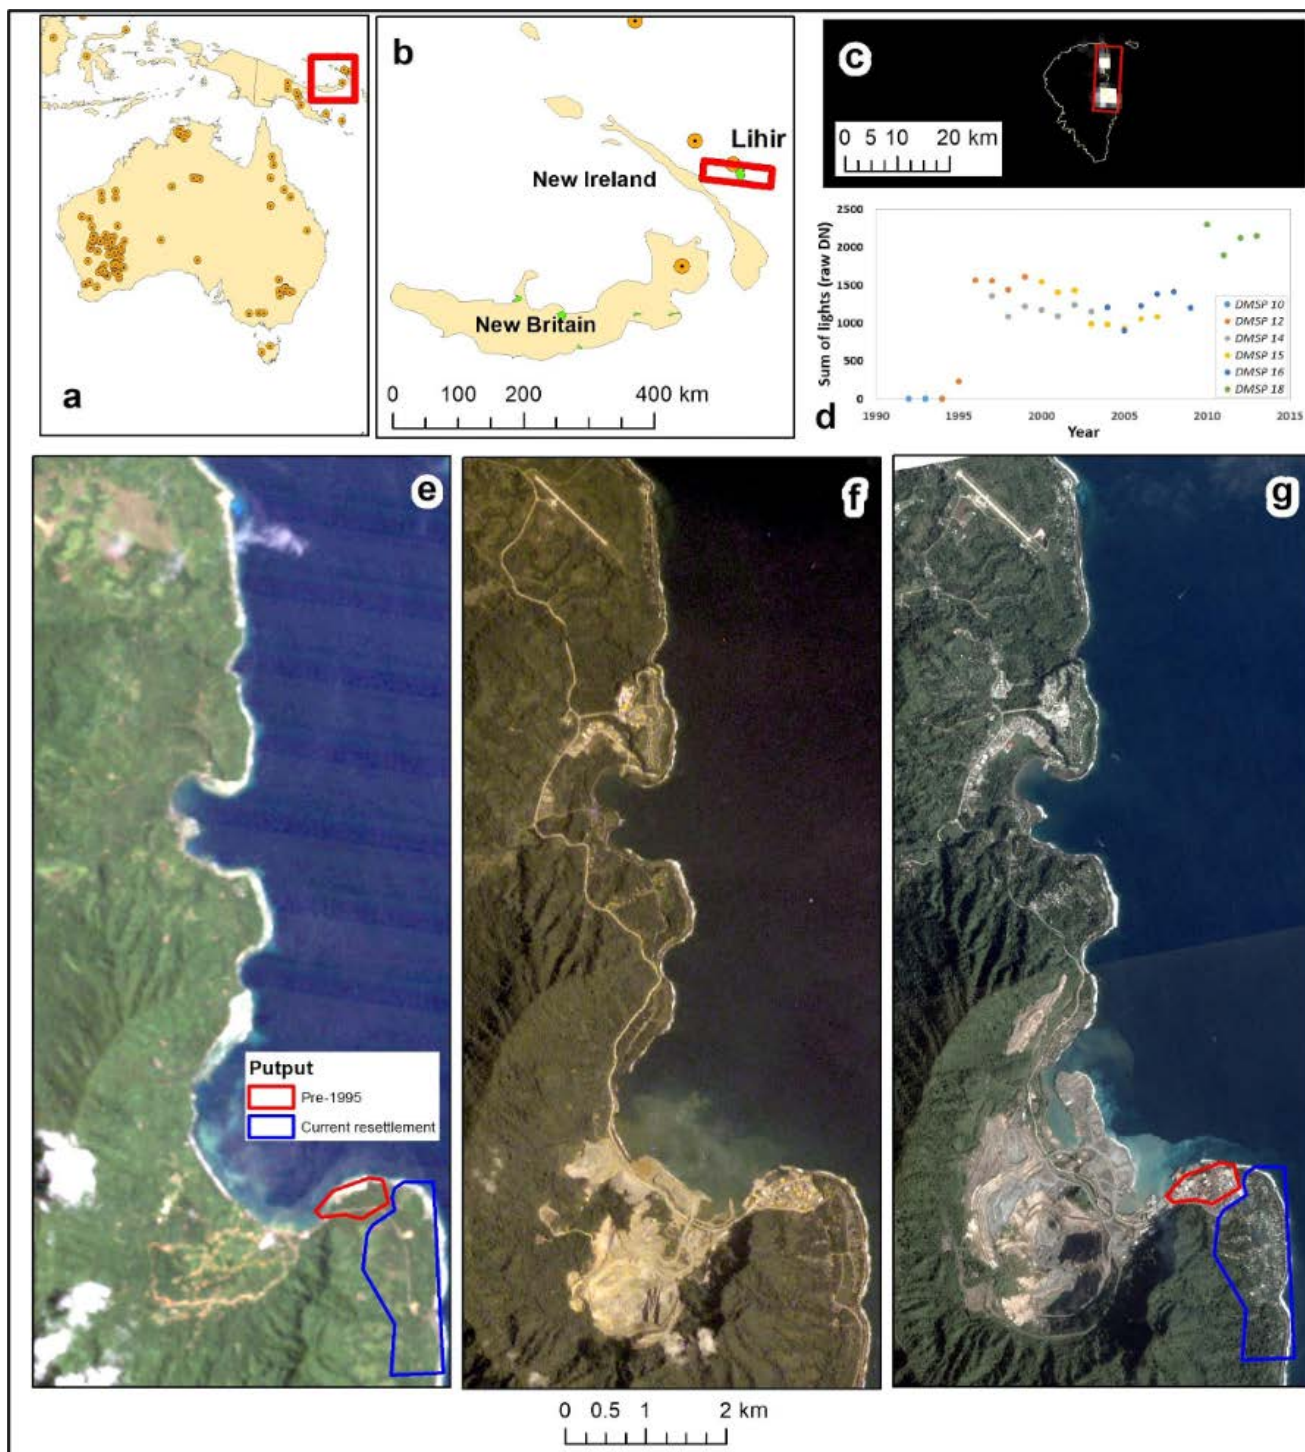 a
b
Lihir
New Ireland
New Britain
0 100 200 400 km
c
0 5 10 20 km
d
Sum of lights (raw DN)
2500
2000
1500
1000
500
0
1990 1995 2000 2005 2010 2015
Year
DMSP 10
DMSP 12
DMSP 14
DMSP 15
DMSP 16
DMSP 18
e
Putput
Pre-1995
Current resettlement
f
g
0 0.5 1 2 km